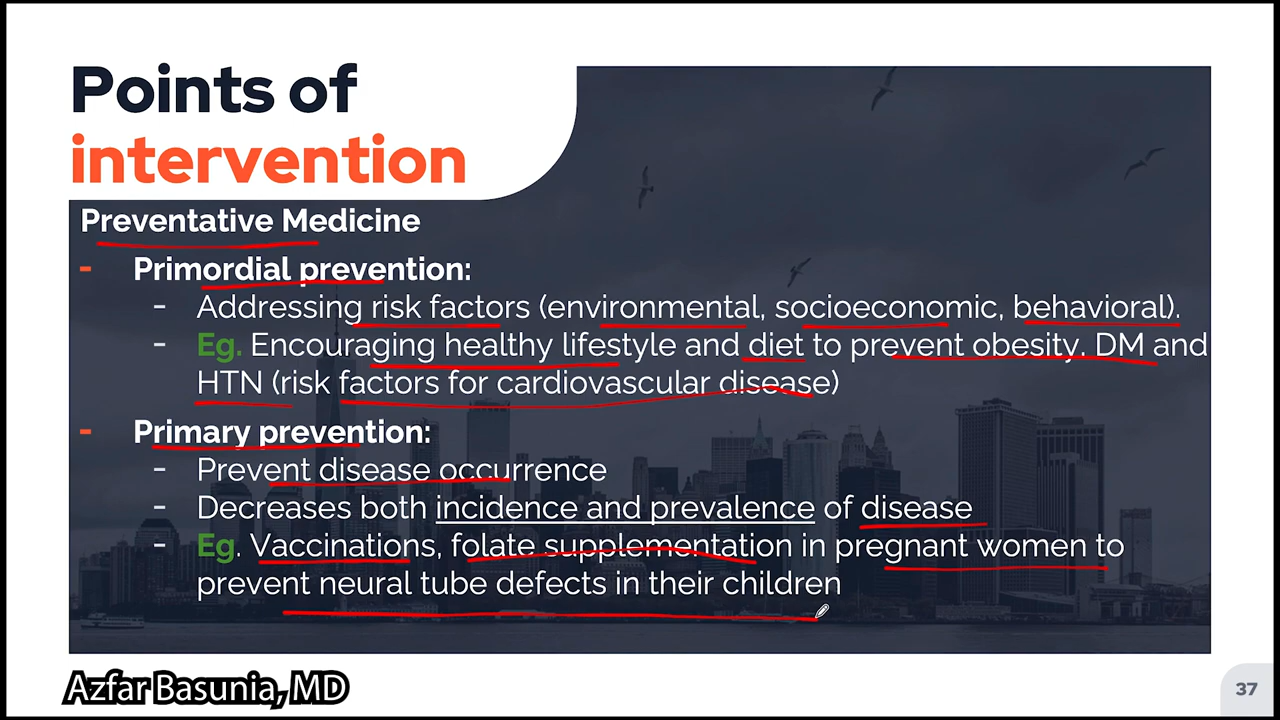 Points of
intervention
Preventative Medicine
- Primordial prevention:
- Addressing risk factors (environmental, socioeconomic, behavioral).
- Eg. Encouraging healthy lifestyle and diet to prevent obesity, DM and
HTN (risk factors for cardiovascular disease)
- Primary prevention:
- Prevent disease occurrence
- Decreases both incidence and prevalence of disease
- Eg. Vaccinations, folate supplementation in pregnant women to
prevent neural tube defects in their children
Azfar Basunia, MD
37